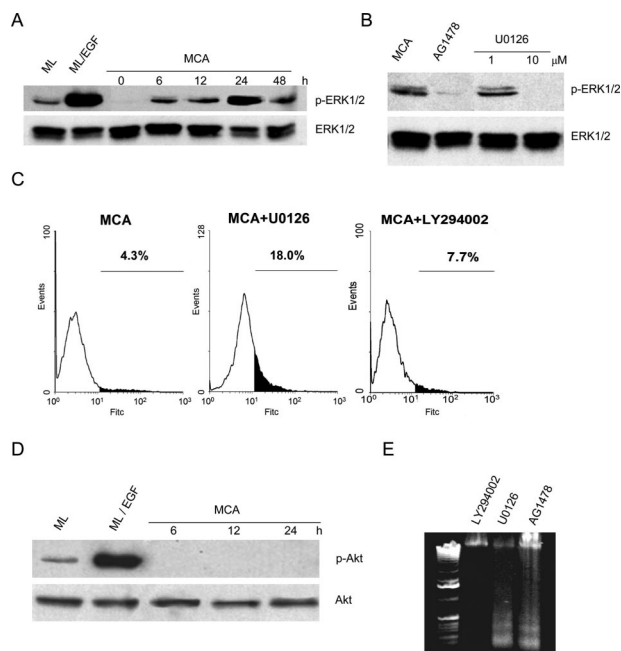 A
ML
ML/EGF
MCA
0 6 12 24 48 h
p-ERK1/2
ERK1/2
B
MCA
AG1478
U0126
1 10 μM
p-ERK1/2
ERK1/2
C
MCA
100
4.3%
Events
0
10⁰ 10¹ 10² 10³
Fitc
MCA+U0126
128
18.0%
Events
0
10⁰ 10¹ 10² 10³
Fitc
MCA+LY294002
100
7.7%
Events
0
10⁰ 10¹ 10² 10³
Fitc
D
ML
ML / EGF
MCA
6 12 24 h
p-Akt
Akt
E
LY294002
U0126
AG1478